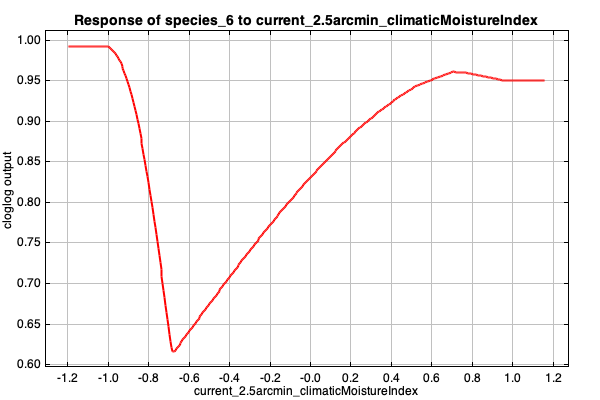 Response of species_6 to current_2.5arcmin_climaticMoistureIndex
1.00
0.95
0.90
0.85
0.80
0.75
0.70
0.65
0.60
cloglog output
-1.2 -1.0 -0.8 -0.6 -0.4 -0.2 -0.0 0.2 0.4 0.6 0.8 1.0 1.2
current_2.5arcmin_climaticMoistureIndex